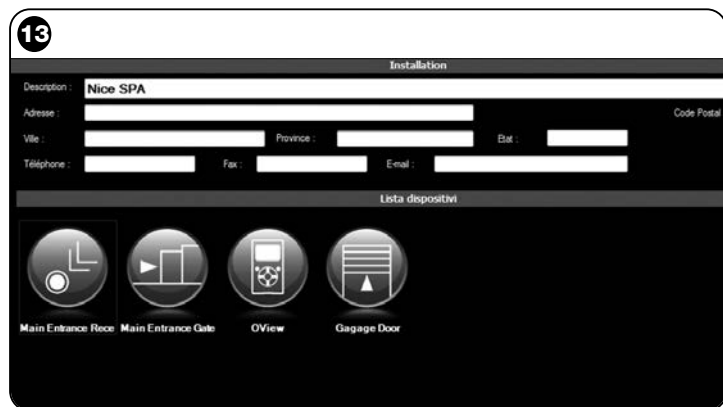 13
Installation
Description : Nice SPA
Adresse : Code Postal
Ville : Province : Etat :
Téléphone : Fax : E-mail :
Lista dispositivi
Main Entrance Rece Main Entrance Gate OView Gagage Door